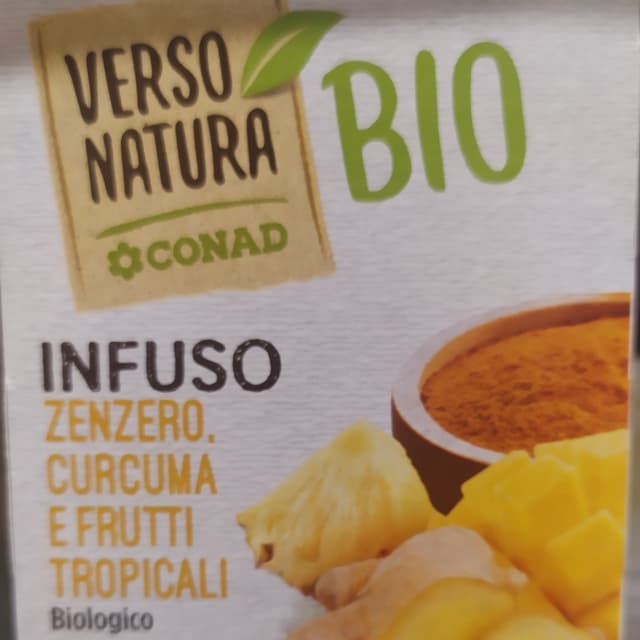 VERSO
NATURA
CONAD
BIO
INFUSO
ZENZERO,
CURCUMA
E FRUTTI
TROPICALI
Biologico